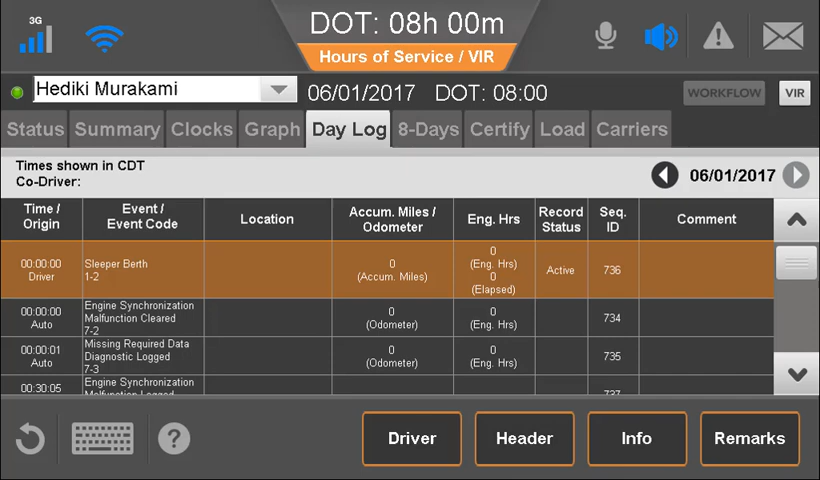 3G
DOT: 08h 00m
Hours of Service / VIR
Hediki Murakami
06/01/2017 DOT: 08:00
WORKFLOW
VIR
Status Summary Clocks Graph Day Log 8-Days Certify Load Carriers
Times shown in CDT
Co-Driver:
06/01/2017
Time /
Origin
Event /
Event Code
Location
Accum. Miles /
Odometer
Eng. Hrs
Record
Status
Seq.
ID
Comment
00:00:00
Driver
Sleeper Berth
1-2
0
(Accum. Miles)
0
(Eng. Hrs)
0
(Elapsed)
Active
736
00:00:00
Auto
Engine Synchronization
Malfunction Cleared
7-2
0
(Odometer)
0
(Eng. Hrs)
734
00:00:01
Auto
Missing Required Data
Diagnostic Logged
7-3
0
(Odometer)
0
(Eng. Hrs)
735
00:30:05
Engine Synchronization
Malfunction Logged
737
?
Driver
Header
Info
Remarks